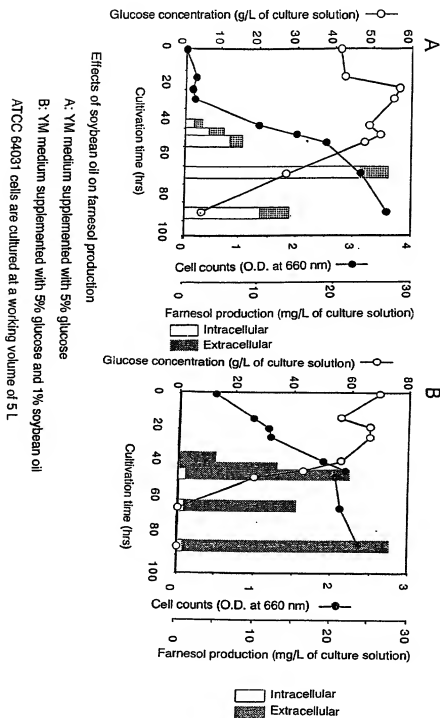 A
Glucose concentration (g/L of culture solution)
0 10 20 30 40 50 60
0
20
40
60
80
100
Cultivation time (hrs)
0 1 2 3 4
Cell counts (O.D. at 660 nm)
0 10 20 30
Farnesol production (mg/L of culture solution)
Intracellular
Extracellular
B
Glucose concentration (g/L of culture solution)
0 20 40 60 80
0
20
40
60
80
100
Cultivation time (hrs)
0 1 2 3
Cell counts (O.D. at 660 nm)
0 10 20 30
Farnesol production (mg/L of culture solution)
Intracellular
Extracellular
Effects of soybean oil on farnesol production
A: YM medium supplemented with 5% glucose
B: YM medium supplemented with 5% glucose and 1% soybean oil
ATCC 64031 cells are cultured at a working volume of 5 L